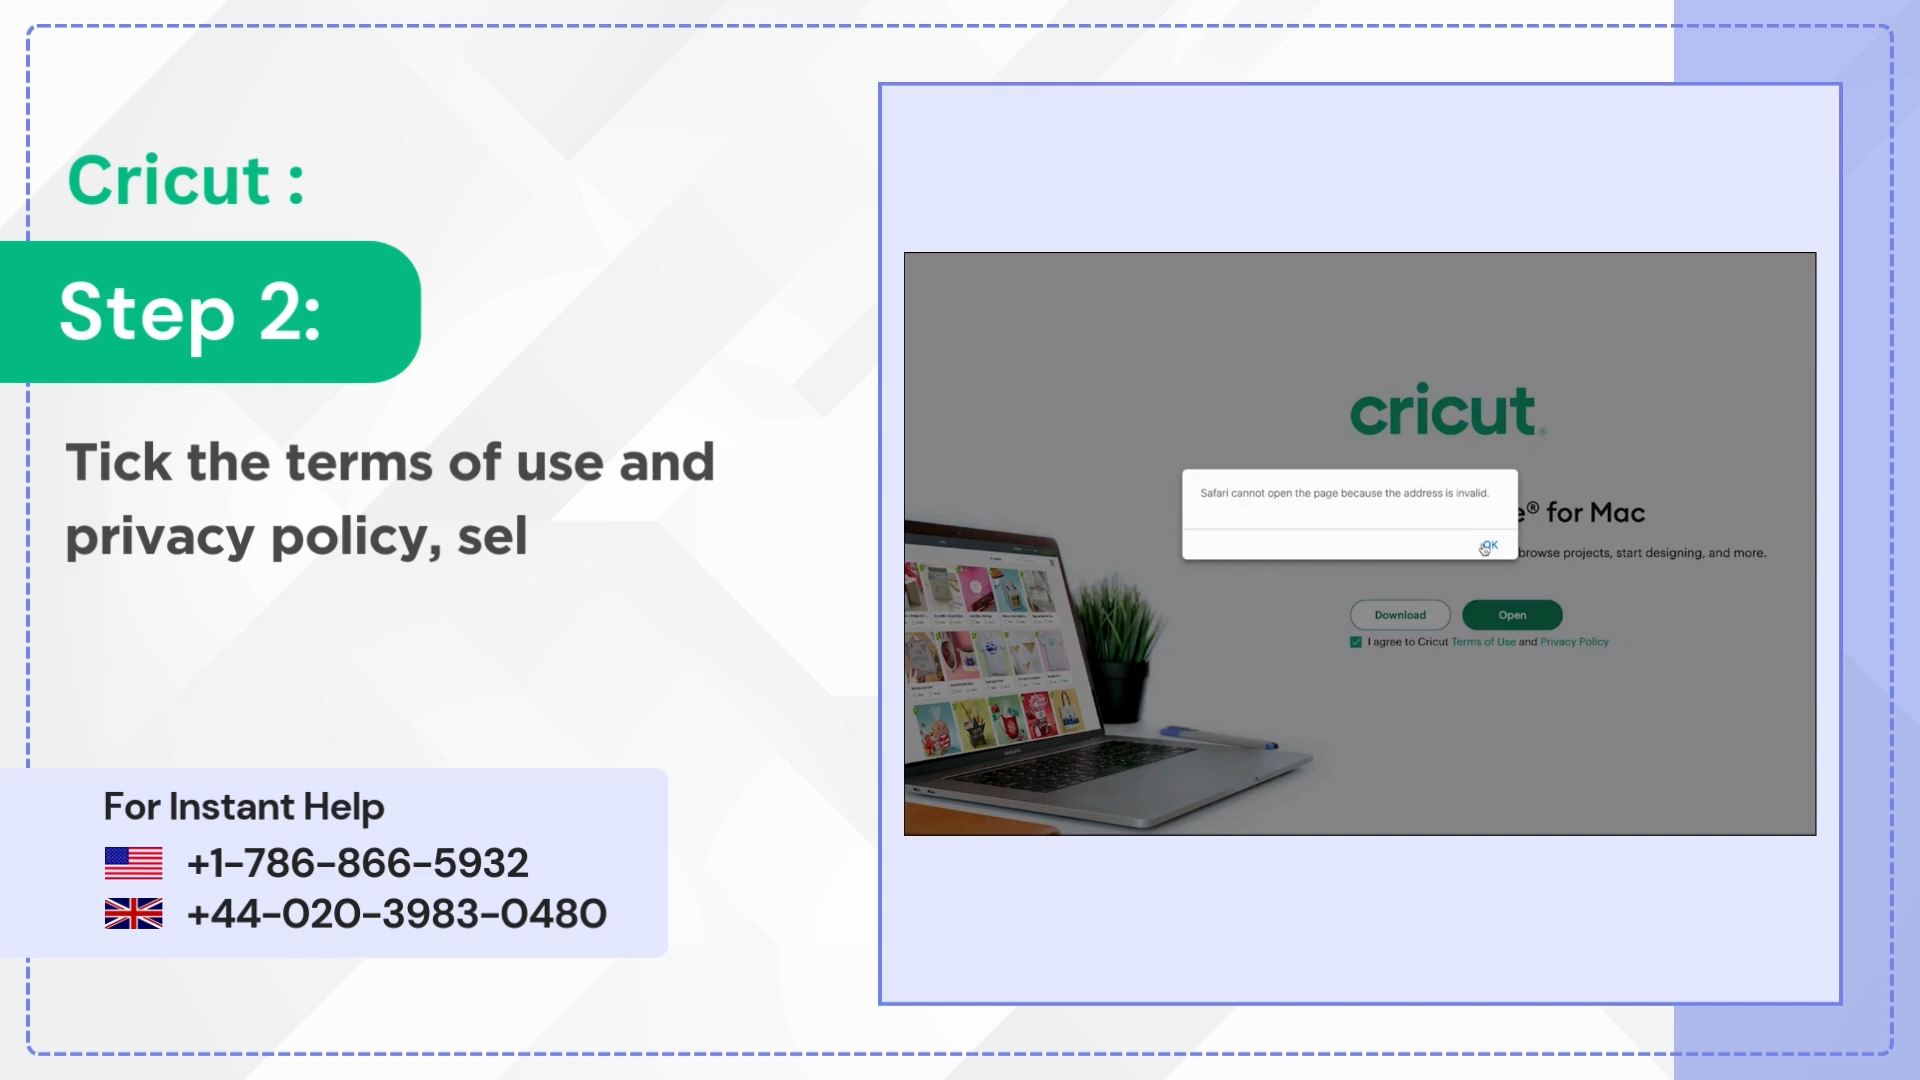 Cricut :
Step 2:
Tick the terms of use and
privacy policy, sel
For Instant Help
+1-786-866-5932
+44-020-3983-0480
cricut®
Safari cannot open the page because the address is invalid.
OK
e® for Mac
browse projects, start designing, and more.
Download
Open
I agree to Cricut Terms of Use and Privacy Policy